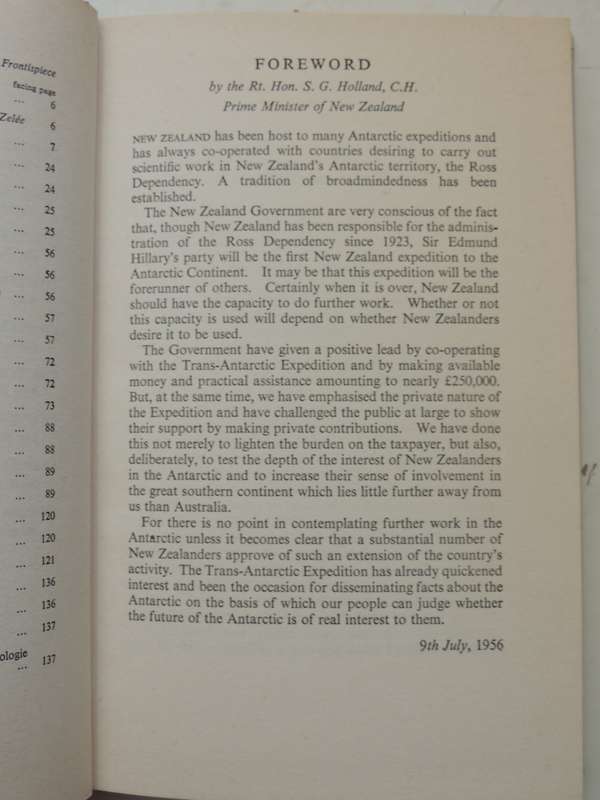 Frontispiece
facing page
... 6
Zelée 6
... 7
... 24
... 24
... 25
... 25
... 56
... 56
... 56
... 57
... 57
... 72
... 72
... 73
... 88
... 88
... 89
... 89
... 120
... 120
... 121
... 136
... 136
... 137
ologie
... 137
FOREWORD
by the Rt. Hon. S. G. Holland, C.H.
Prime Minister of New Zealand
NEW ZEALAND has been host to many Antarctic expeditions and
has always co-operated with countries desiring to carry out
scientific work in New Zealand's Antarctic territory, the Ross
Dependency. A tradition of broadmindedness has been
established.
The New Zealand Government are very conscious of the fact
that, though New Zealand has been responsible for the adminis-
tration of the Ross Dependency since 1923, Sir Edmund
Hillary's party will be the first New Zealand expedition to the
Antarctic Continent. It may be that this expedition will be the
forerunner of others. Certainly when it is over, New Zealand
should have the capacity to do further work. Whether or not
this capacity is used will depend on whether New Zealanders
desire it to be used.
The Government have given a positive lead by co-operating
with the Trans-Antarctic Expedition and by making available
money and practical assistance amounting to nearly £250,000.
But, at the same time, we have emphasised the private nature of
the Expedition and have challenged the public at large to show
their support by making private contributions. We have done
this not merely to lighten the burden on the taxpayer, but also,
deliberately, to test the depth of the interest of New Zealanders
in the Antarctic and to increase their sense of involvement in
the great southern continent which lies little further away from
us than Australia.
For there is no point in contemplating further work in the
Antarctic unless it becomes clear that a substantial number of
New Zealanders approve of such an extension of the country's
activity. The Trans-Antarctic Expedition has already quickened
interest and been the occasion for disseminating facts about the
Antarctic on the basis of which our people can judge whether
the future of the Antarctic is of real interest to them.
9th July, 1956